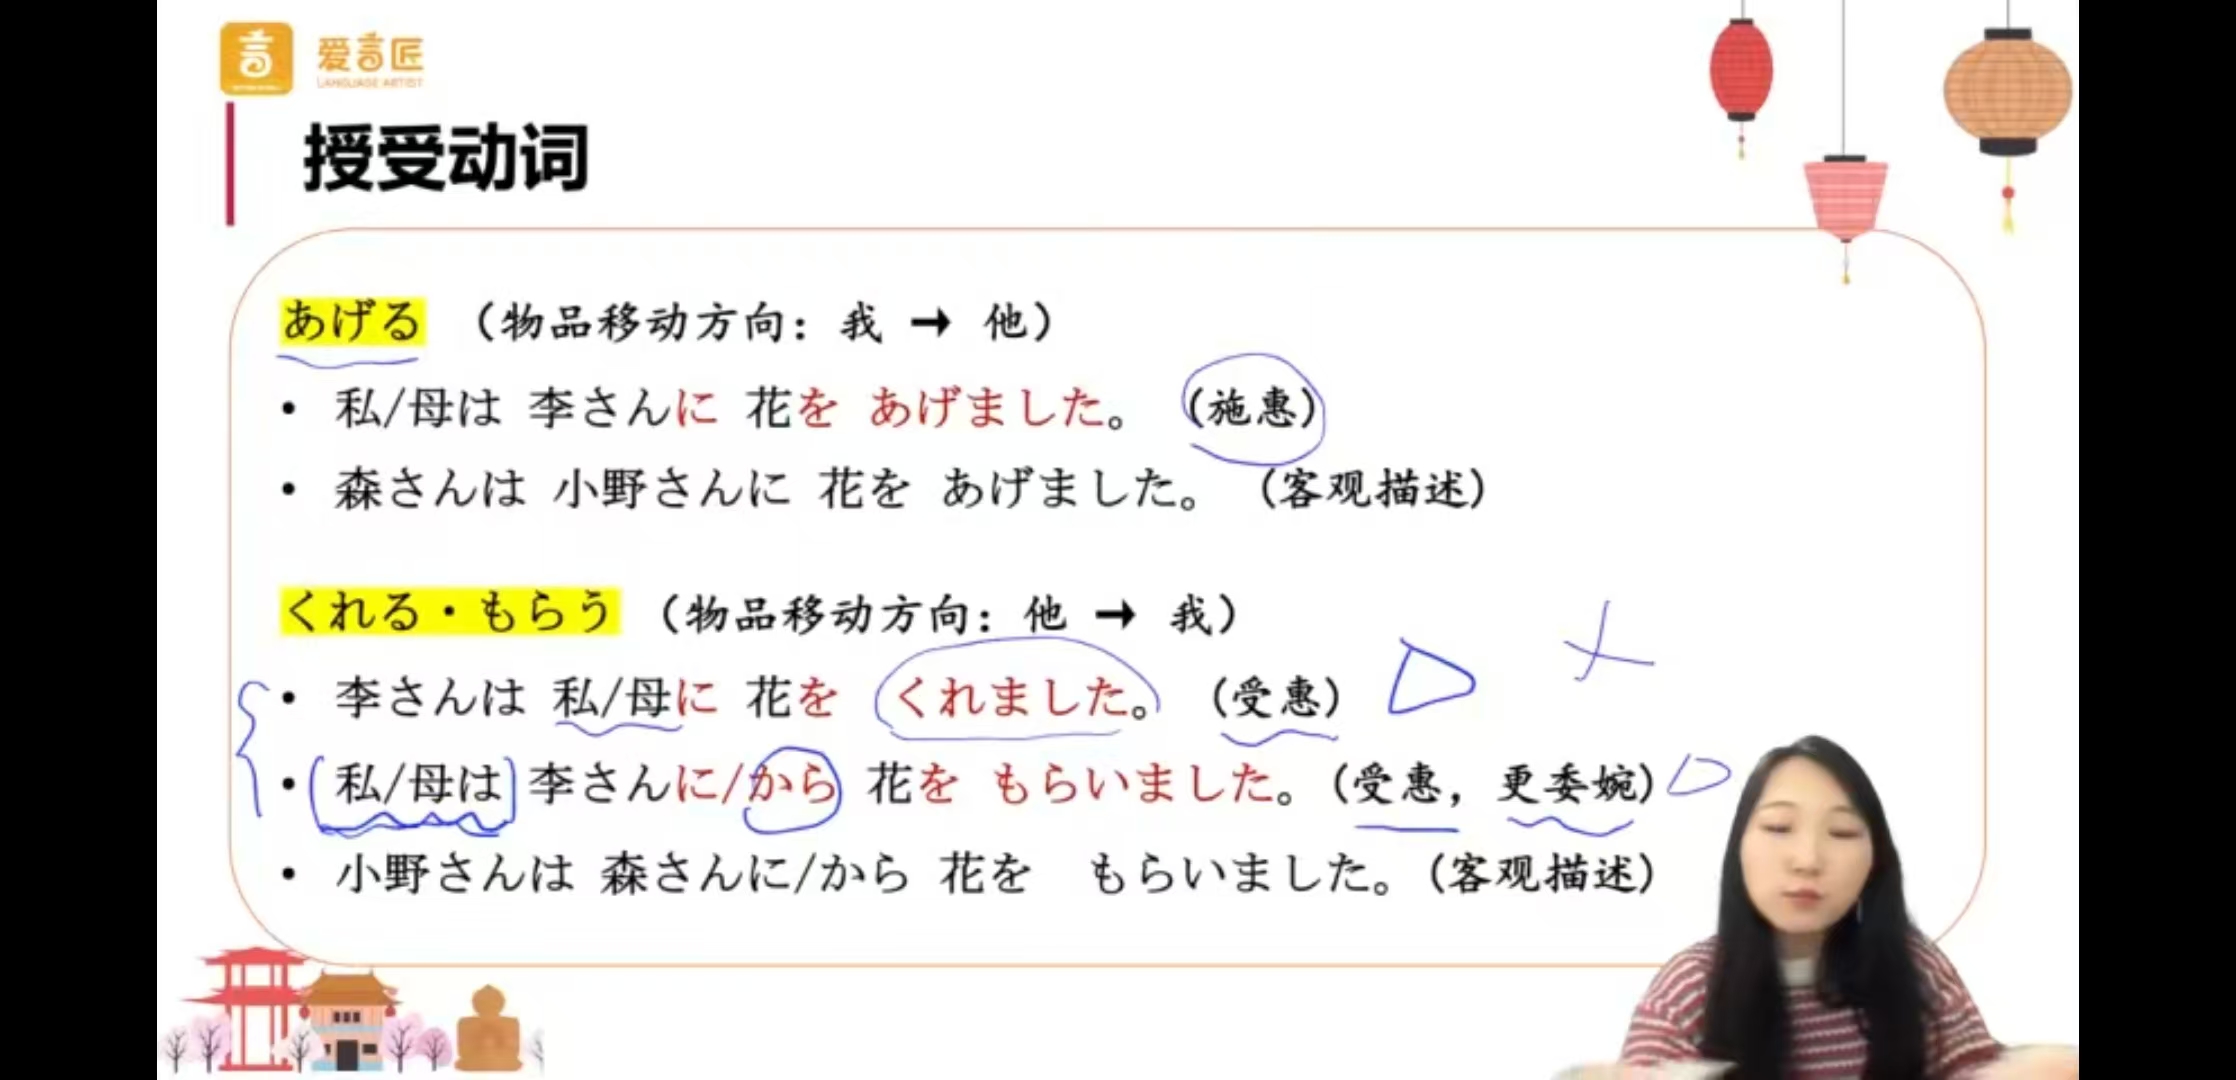 爱言匠
LANGUAGE ARTIST
授受动词
あげる （物品移动方向：我 ➞ 他）
• 私/母は 李さんに 花を あげました。 （施惠）
• 森さんは 小野さんに 花を あげました。 （客观描述）
くれる・もらう （物品移动方向：他 ➞ 我）
• 李さんは 私/母に 花を くれました。 （受惠）
• 私/母は 李さんに/から 花を もらいました。（受惠，更委婉）
• 小野さんは 森さんに/から 花を もらいました。（客观描述）